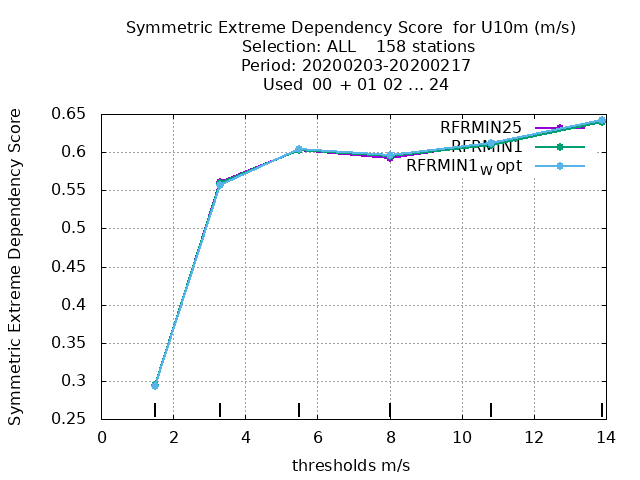 Symmetric Extreme Dependency Score  for U10m (m/s)
Selection: ALL    158 stations
Period: 20200203-20200217
Used  00  + 01 02 ... 24
Symmetric Extreme Dependency Score
0.65
0.6
0.55
0.5
0.45
0.4
0.35
0.3
0.25
RFRMIN25
RFRMIN1
RFRMIN1W opt
0 2 4 6 8 10 12 14
thresholds m/s